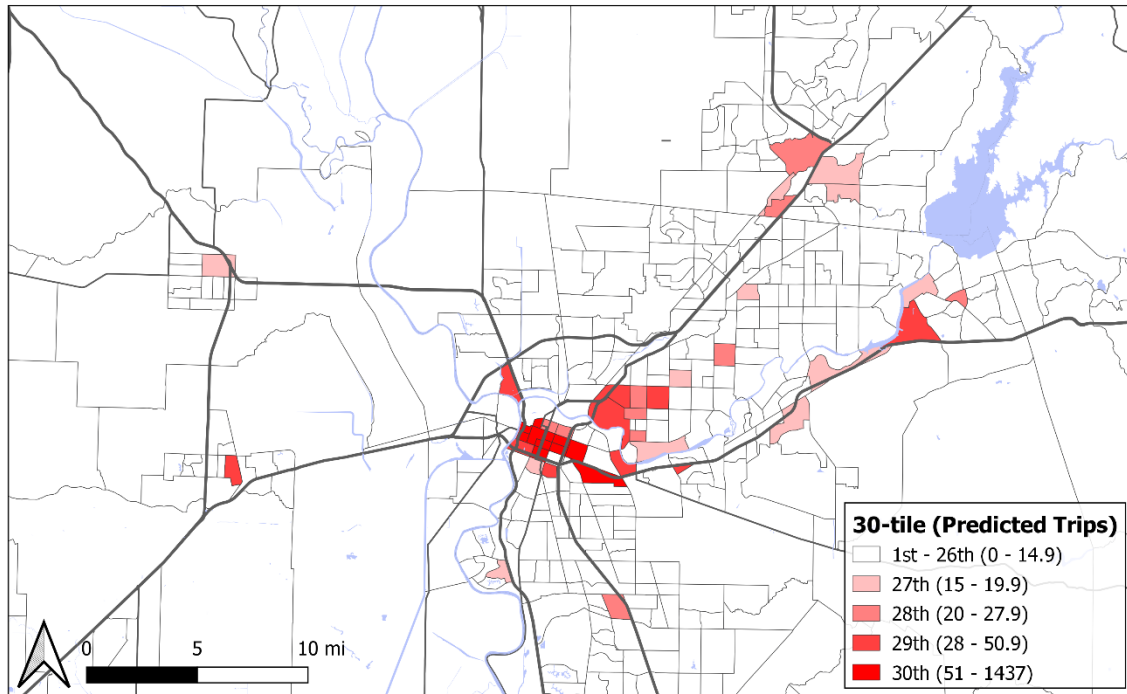 30-tile (Predicted Trips)
1st - 26th (0 - 14.9)
27th (15 - 19.9)
28th (20 - 27.9)
29th (28 - 50.9)
30th (51 - 1437)
0 5 10 mi